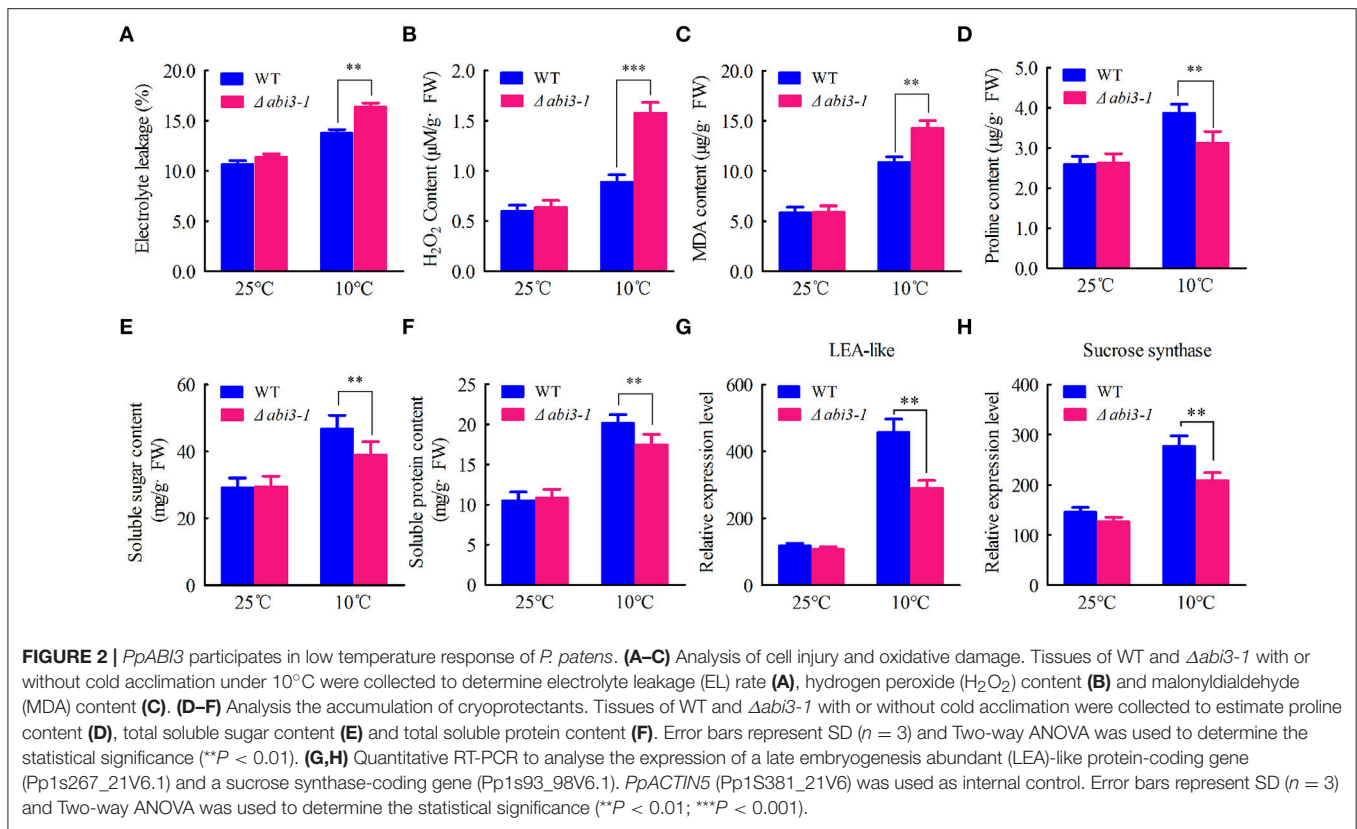 A
Electrolyte leakage (%)
20.0
15.0
10.0
5.0
0.0
WT
Δabi3-1
**
25°C
10°C
B
H₂O₂ Content (μM/g· FW)
2.0
1.5
1.0
0.5
0.0
WT
Δabi3-1
***
25℃
10℃
C
MDA content (μg/g· FW)
20.0
15.0
10.0
5.0
0.0
WT
Δabi3-1
**
25℃
10℃
D
Proline content (μg/g· FW)
5.0
4.0
3.0
2.0
1.0
0.0
WT
Δabi3-1
**
25℃
10℃
E
Soluble sugar content
(mg/g· FW)
60
40
20
0
WT
Δabi3-1
**
25℃
10℃
F
Soluble protein content
(mg/g· FW)
25
20
15
10
5
0
WT
Δabi3-1
**
25°C
10°C
G
LEA-like
Relative expression level
600
400
200
0
WT
Δabi3-1
**
25°C
10°C
H
Sucrose synthase
Relative expression level
400
300
200
100
0
WT
Δabi3-1
**
25°C
10°C
FIGURE 2 | PpABI3 participates in low temperature response of P. patens. (A–C) Analysis of cell injury and oxidative damage. Tissues of WT and Δabi3-1 with or
without cold acclimation under 10°C were collected to determine electrolyte leakage (EL) rate (A), hydrogen peroxide (H₂O₂) content (B) and malonyldialdehyde
(MDA) content (C). (D–F) Analysis the accumulation of cryoprotectants. Tissues of WT and Δabi3-1 with or without cold acclimation were collected to estimate proline
content (D), total soluble sugar content (E) and total soluble protein content (F). Error bars represent SD (n = 3) and Two-way ANOVA was used to determine the
statistical significance (**P < 0.01). (G,H) Quantitative RT-PCR to analyse the expression of a late embryogenesis abundant (LEA)-like protein-coding gene
(Pp1s267_21V6.1) and a sucrose synthase-coding gene (Pp1s93_98V6.1). PpACTIN5 (Pp1S381_21V6) was used as internal control. Error bars represent SD (n = 3)
and Two-way ANOVA was used to determine the statistical significance (**P < 0.01; ***P < 0.001).